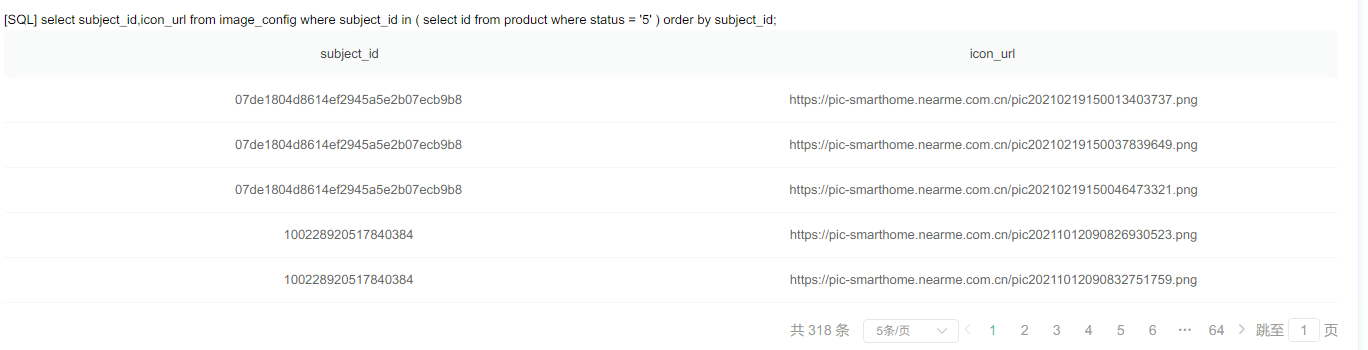 [SQL] select subject_id,icon_url from image_config where subject_id in ( select id from product where status = '5' ) order by subject_id;
subject_id icon_url
07de1804d8614ef2945a5e2b07ecb9b8 https://pic-smarthome.nearme.com.cn/pic20210219150013403737.png
07de1804d8614ef2945a5e2b07ecb9b8 https://pic-smarthome.nearme.com.cn/pic20210219150037839649.png
07de1804d8614ef2945a5e2b07ecb9b8 https://pic-smarthome.nearme.com.cn/pic20210219150046473321.png
100228920517840384 https://pic-smarthome.nearme.com.cn/pic20211012090826930523.png
100228920517840384 https://pic-smarthome.nearme.com.cn/pic20211012090832751759.png
共 318 条 5条/页 1 2 3 4 5 6 ··· 64 跳至 1 页